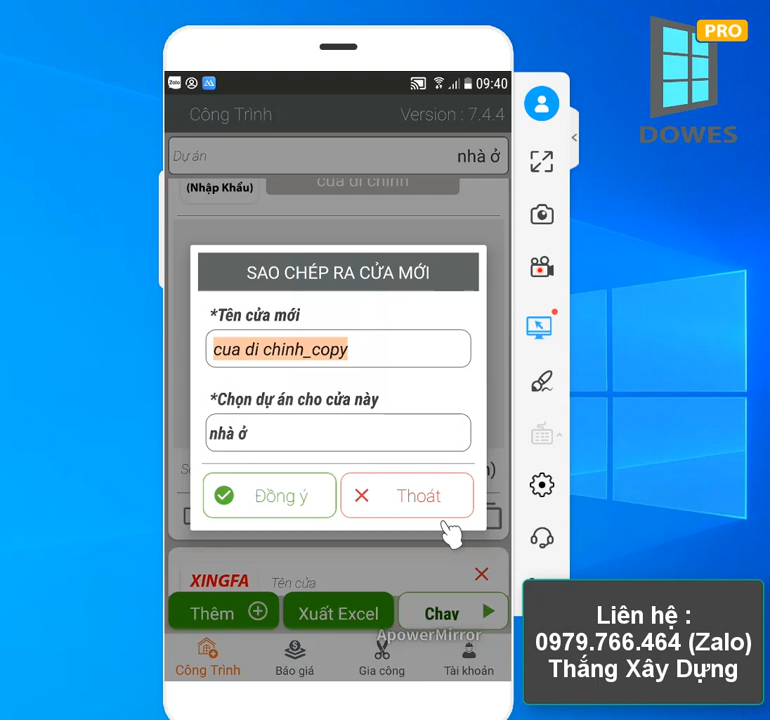 PRO
DOWES
Zalo
09:40
Công Trình
Version : 7.4.4
Dự án
nhà ở
(Nhập Khẩu)
cua di chinh
SAO CHÉP RA CỬA MỚI
*Tên cửa mới
cua di chinh_copy
*Chọn dự án cho cửa này
nhà ở
Đồng ý
Thoát
XINGFA
Tên cửa
Thêm
Xuất Excel
Chạy
ApowerMirror
Công Trình
Báo giá
Gia công
Tài khoản
Liên hệ :
0979.766.464 (Zalo)
Thắng Xây Dựng